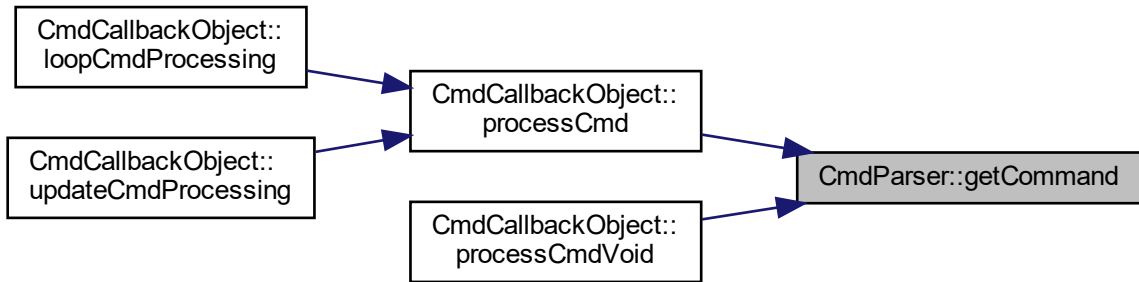 CmdCallbackObject::
loopCmdProcessing
CmdCallbackObject::
updateCmdProcessing
CmdCallbackObject::
processCmd
CmdCallbackObject::
processCmdVoid
CmdParser::getCommand